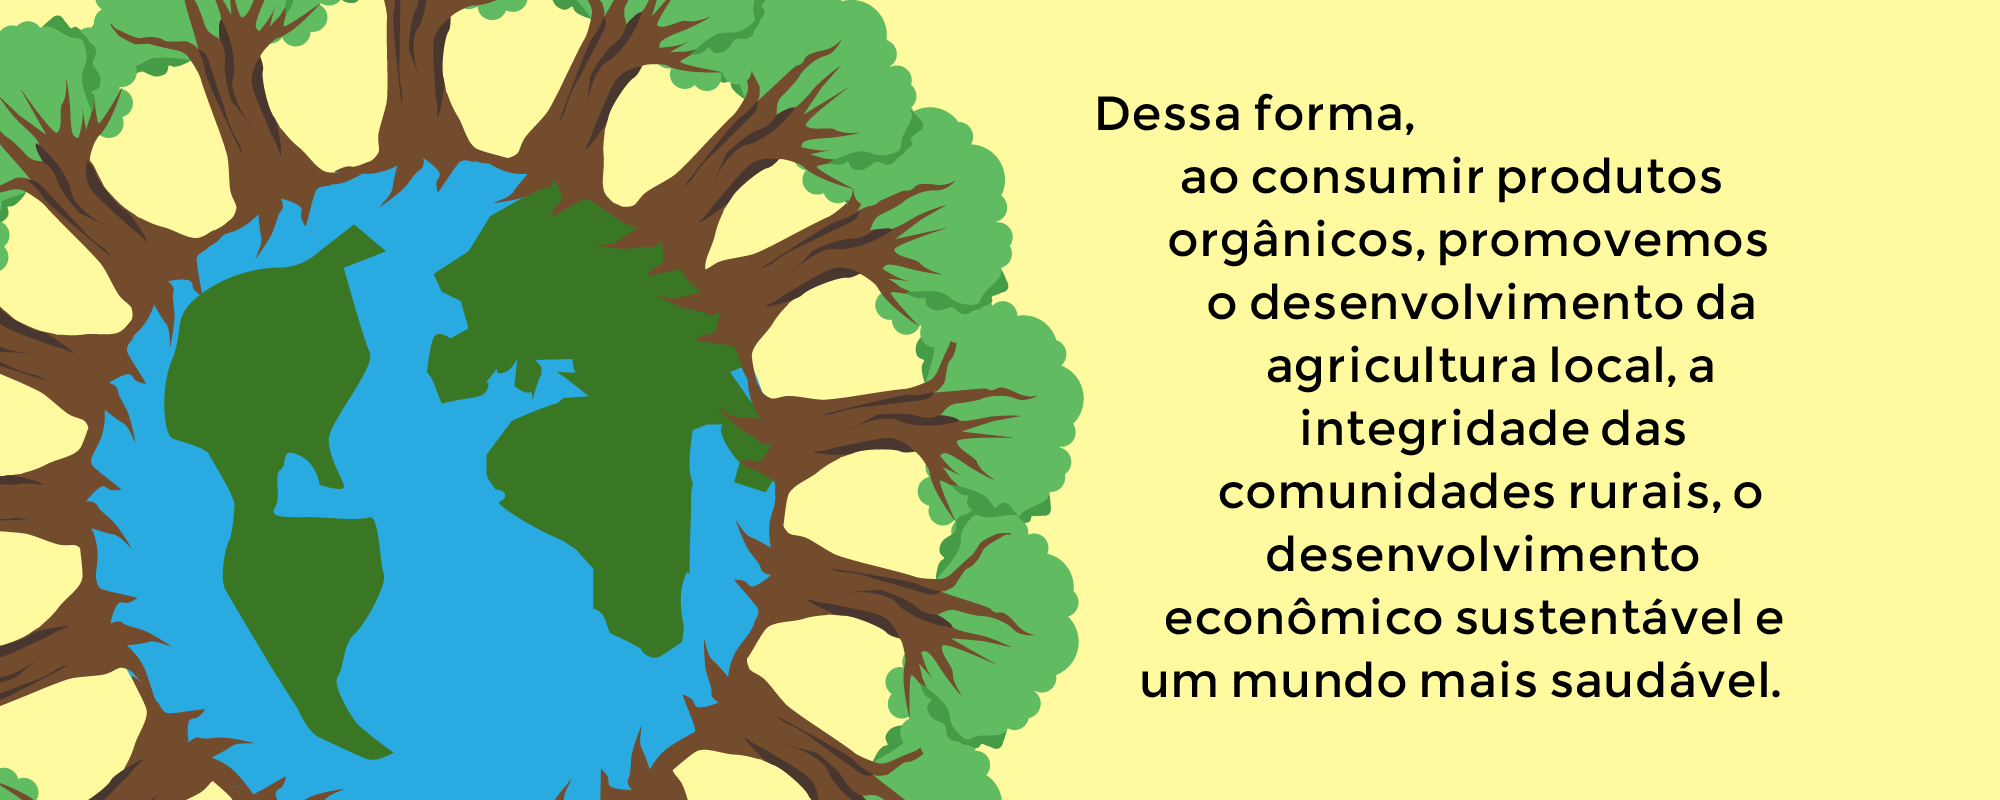 Dessa forma,
ao consumir produtos
orgânicos, promovemos
o desenvolvimento da
agricultura local, a
integridade das
comunidades rurais, o
desenvolvimento
econômico sustentável e
um mundo mais saudável.